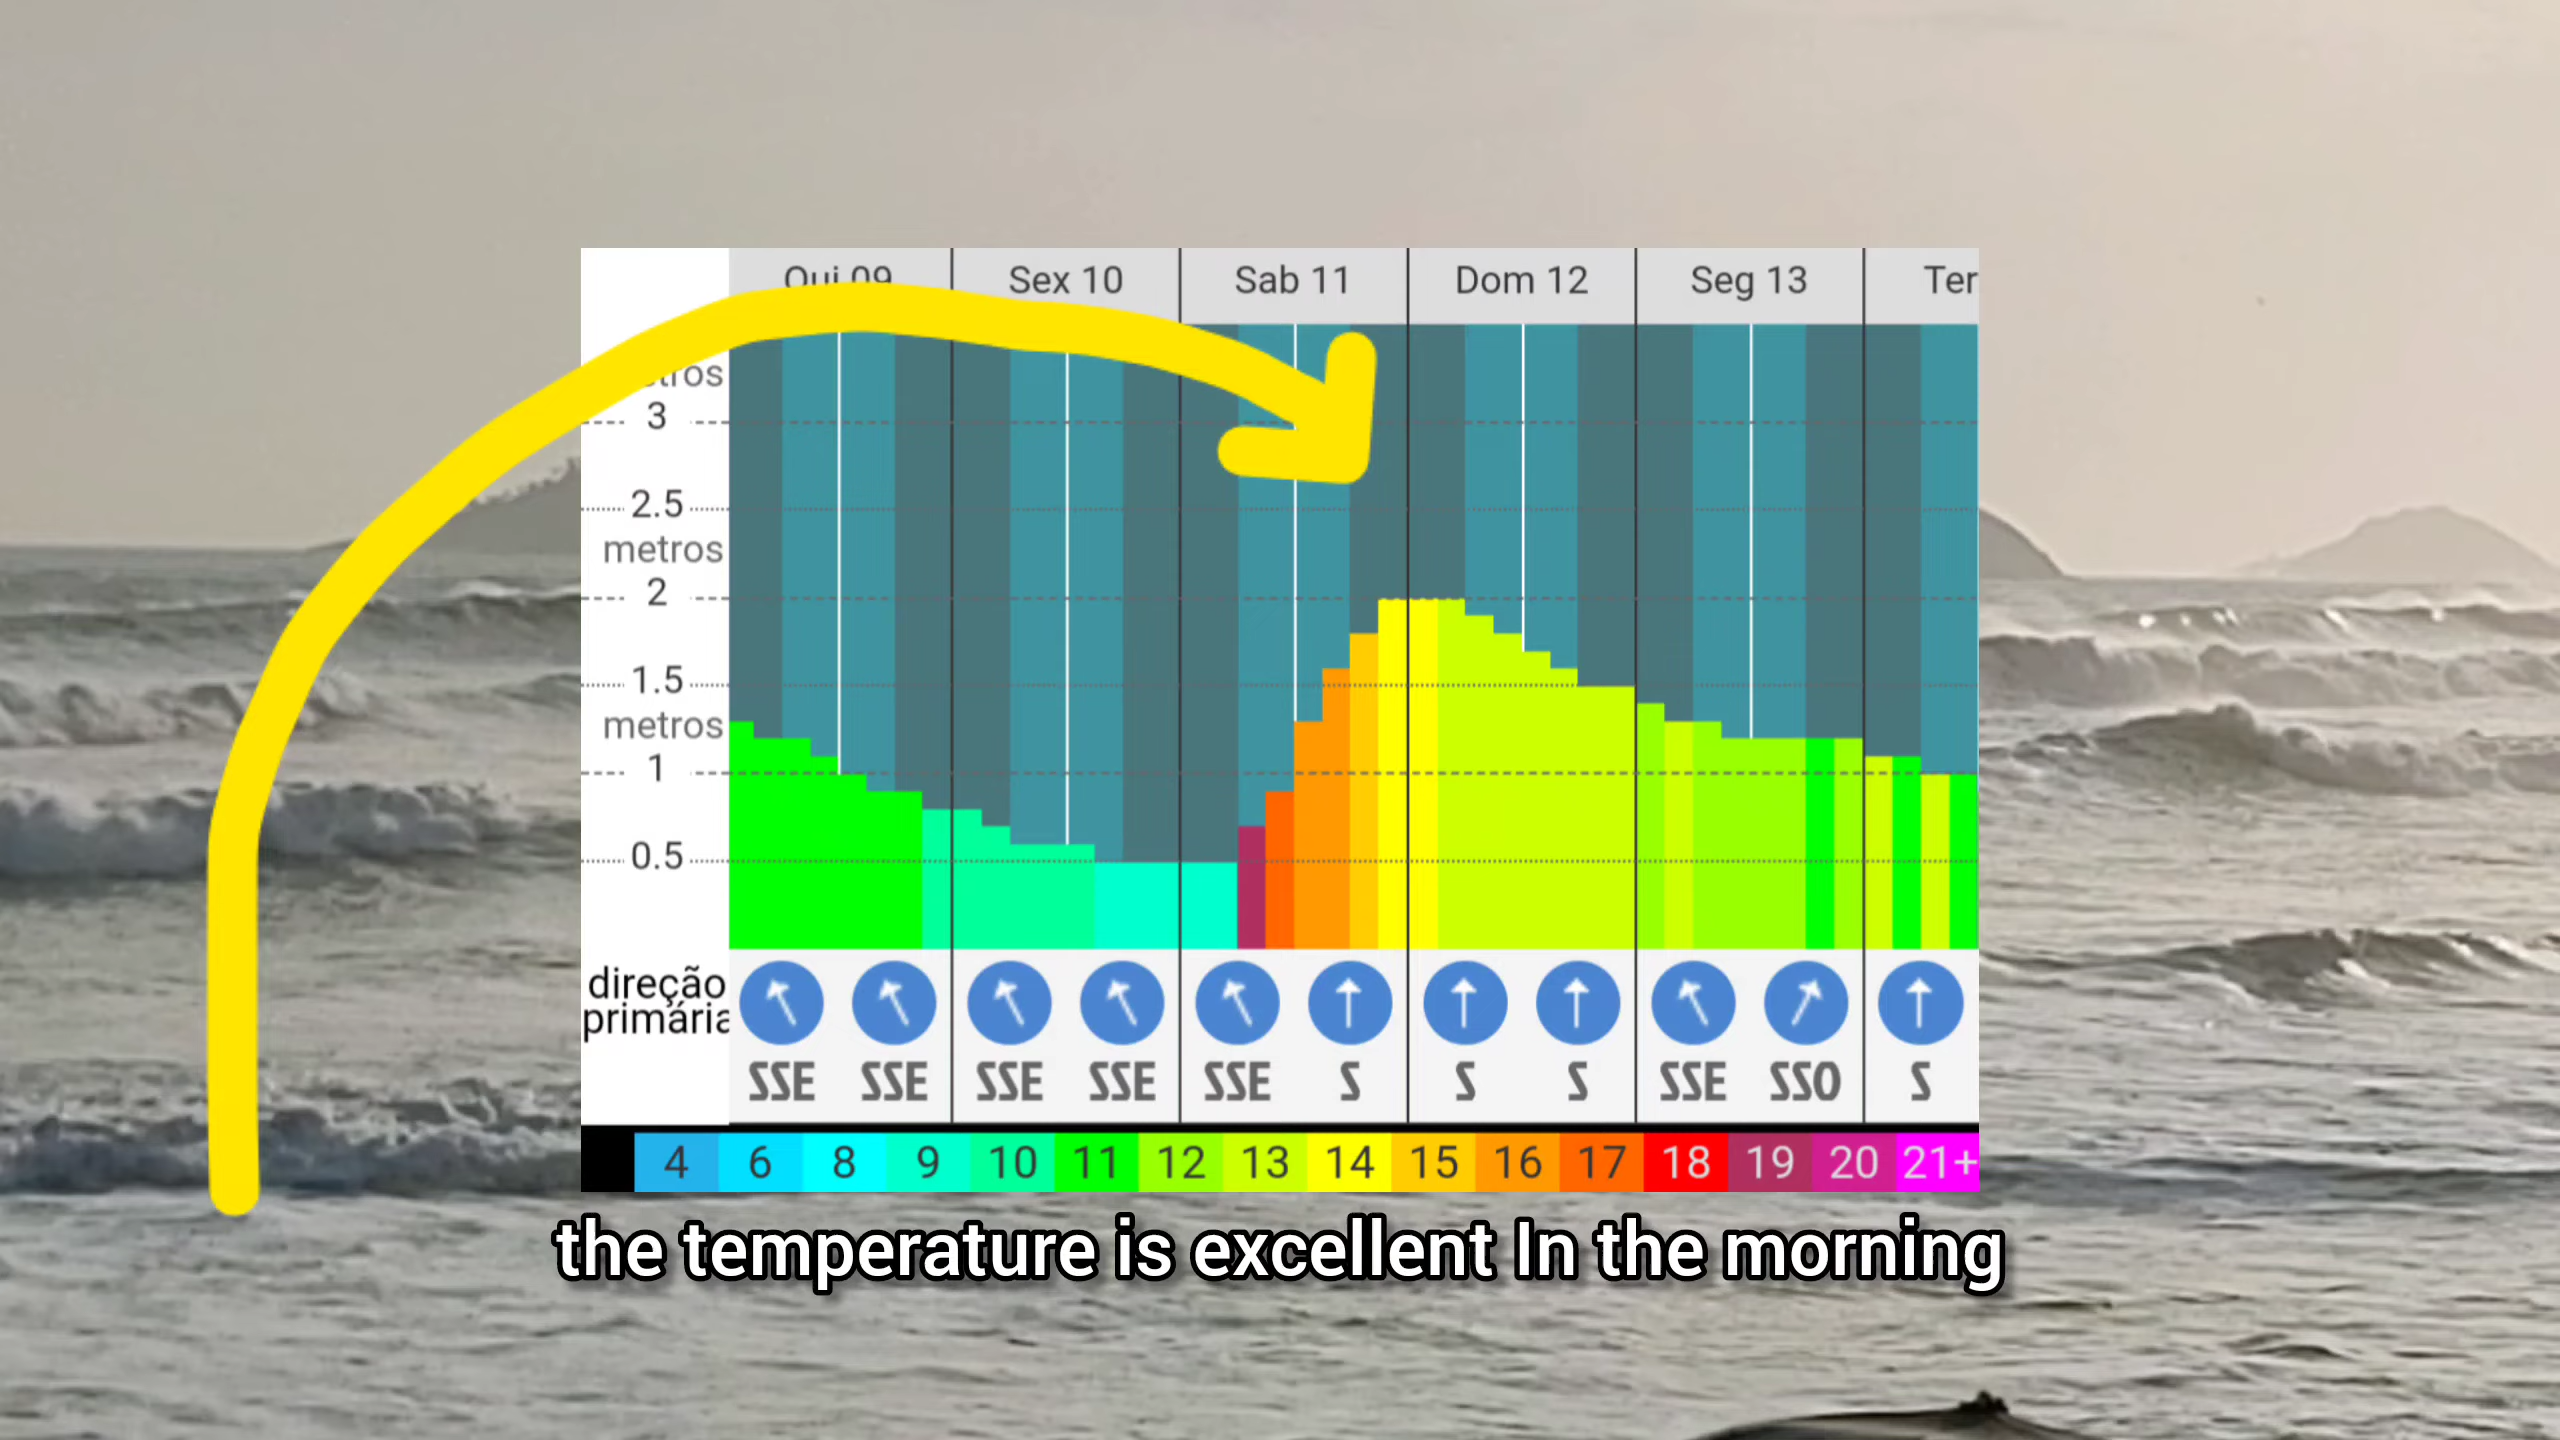 Qui 09
Sex 10
Sab 11
Dom 12
Seg 13
Ter
3
2.5
metros
2
1.5
metros
1
0.5
direção
primária
SSE SSE SSE SSE SSE S S S SSE SSO S
4 6 8 9 10 11 12 13 14 15 16 17 18 19 20 21+
the temperature is excellent In the morning